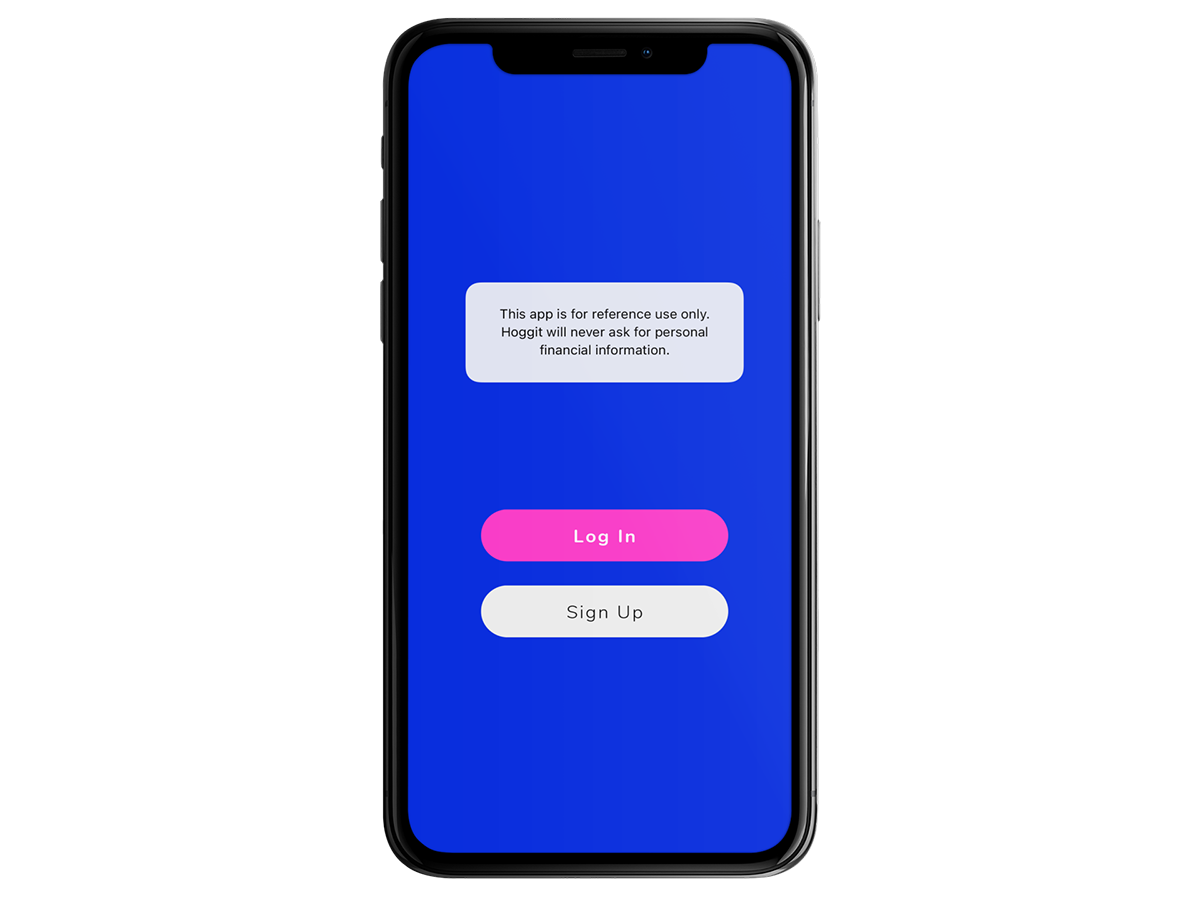 This app is for reference use only.
Hoggit will never ask for personal
financial information.
Log In
Sign Up